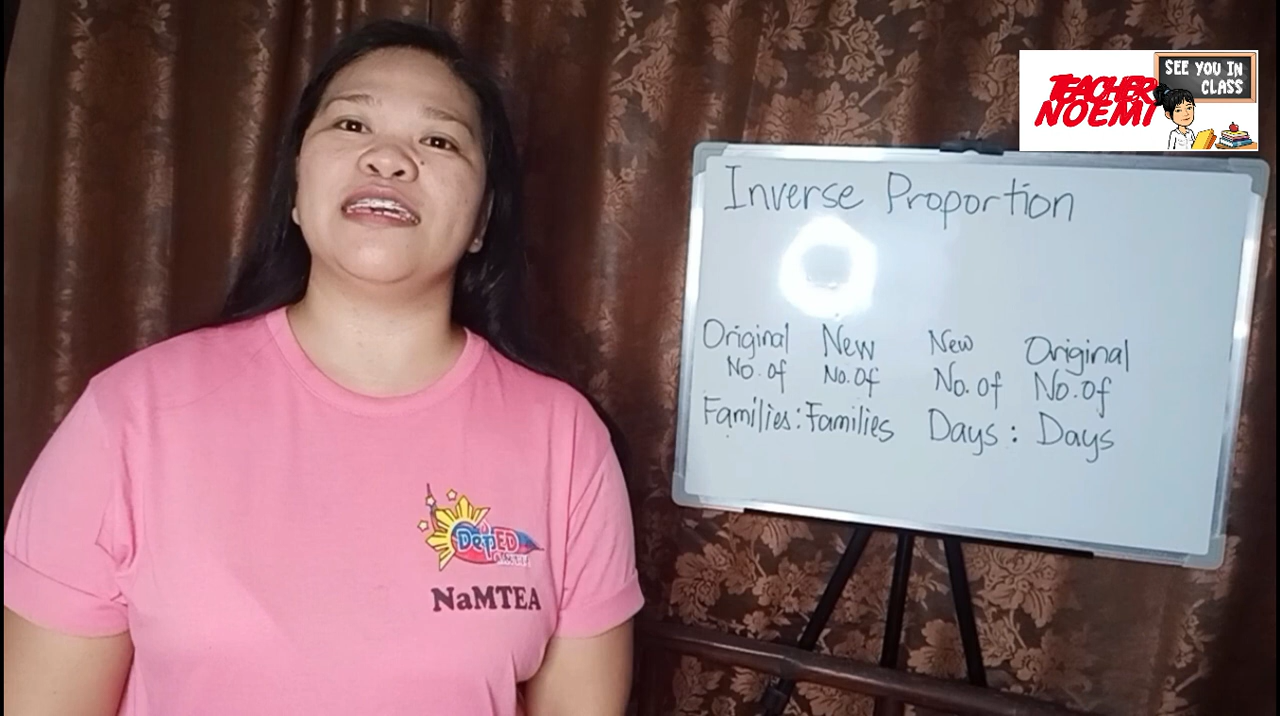 TEACHER
NOEMI
SEE YOU IN
CLASS
Inverse Proportion
Original New New Original
No. of No. of No. of No. of
Families : Families Days : Days
DepED
NaMTEA